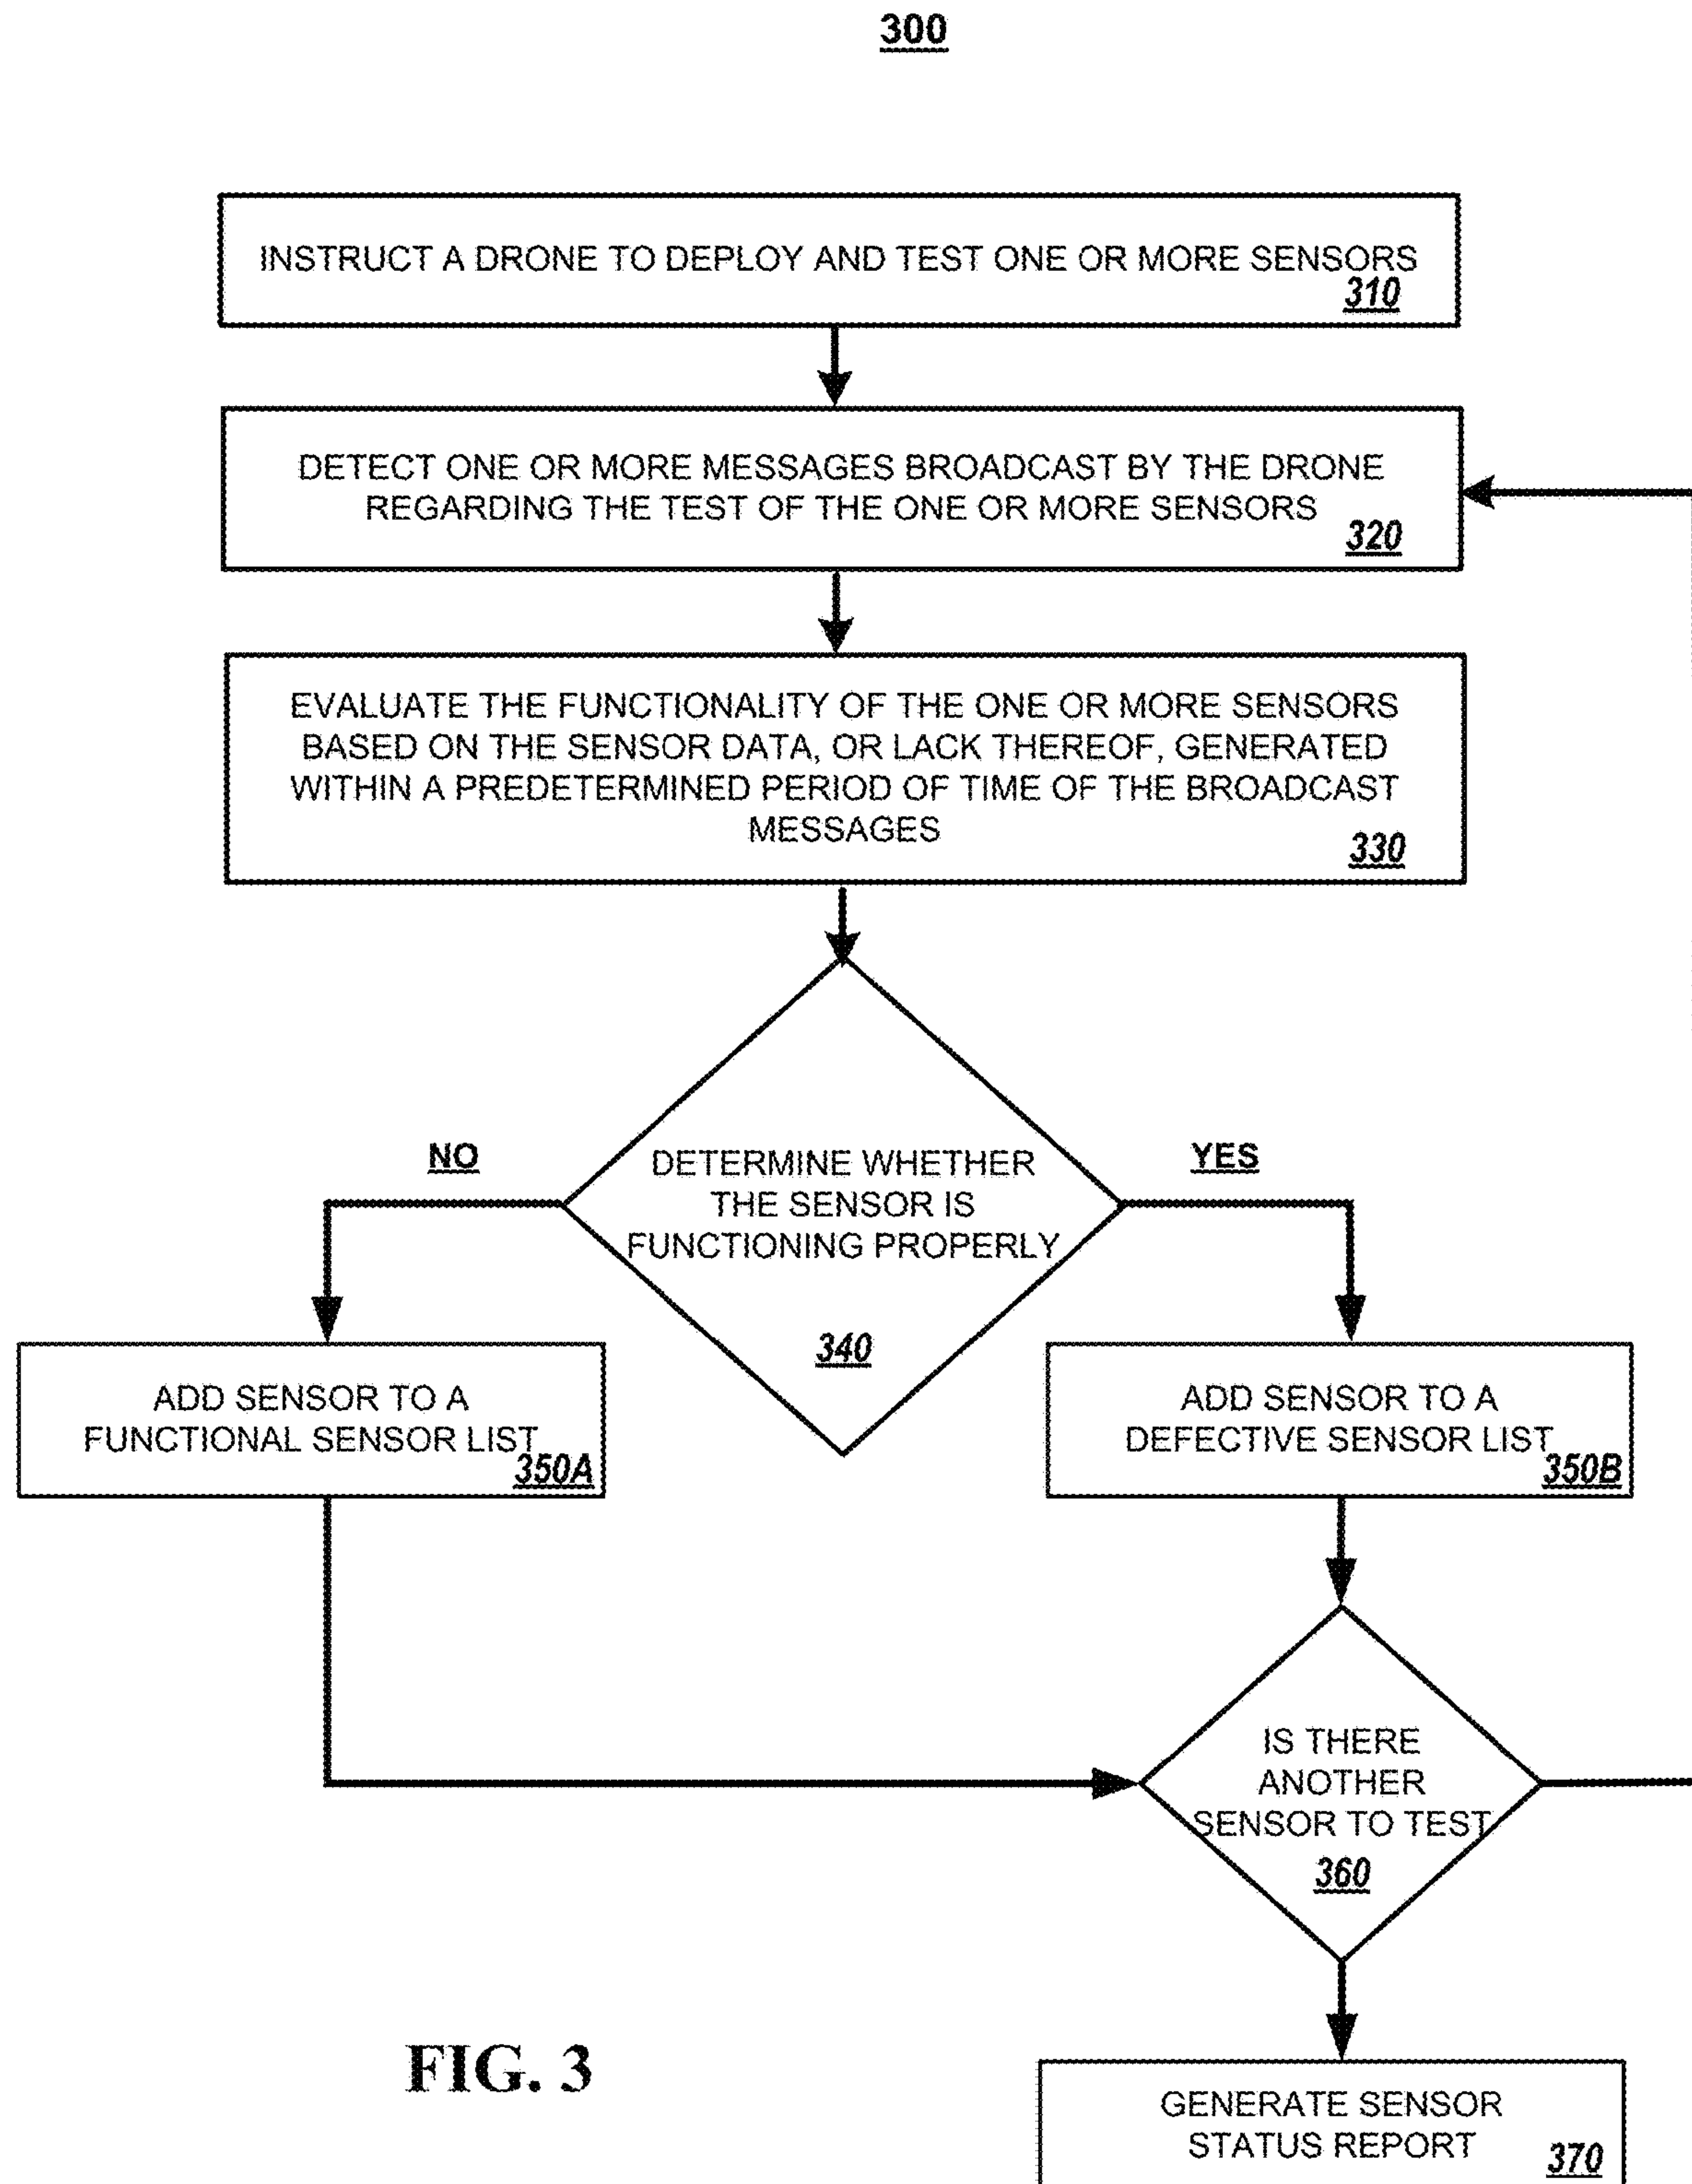 300
INSTRUCT A DRONE TO DEPLOY AND TEST ONE OR MORE SENSORS
310
DETECT ONE OR MORE MESSAGES BROADCAST BY THE DRONE
REGARDING THE TEST OF THE ONE OR MORE SENSORS
320
EVALUATE THE FUNCTIONALITY OF THE ONE OR MORE SENSORS
BASED ON THE SENSOR DATA, OR LACK THEREOF, GENERATED
WITHIN A PREDETERMINED PERIOD OF TIME OF THE BROADCAST
MESSAGES
330
NO
YES
DETERMINE WHETHER
THE SENSOR IS
FUNCTIONING PROPERLY
340
ADD SENSOR TO A
FUNCTIONAL SENSOR LIST
350A
ADD SENSOR TO A
DEFECTIVE SENSOR LIST
350B
IS THERE
ANOTHER
SENSOR TO TEST
360
FIG. 3
GENERATE SENSOR
STATUS REPORT
370